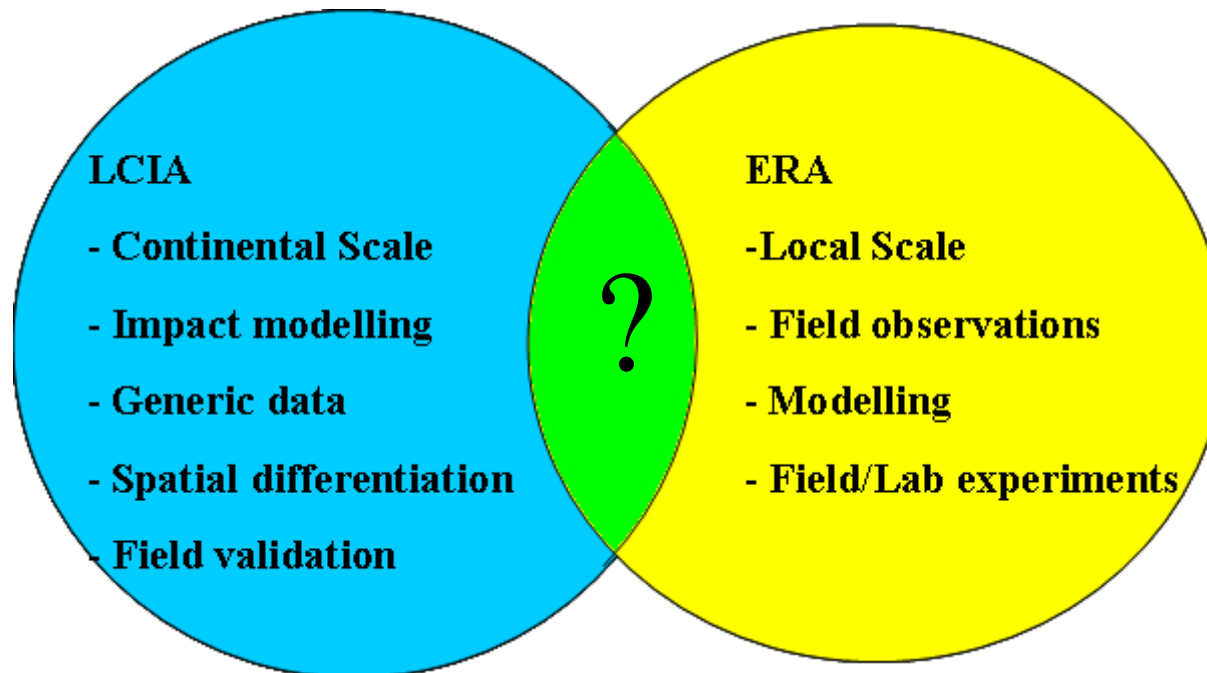 LCIA
- Continental Scale
- Impact modelling
- Generic data
- Spatial differentiation
- Field validation
?
ERA
-Local Scale
- Field observations
- Modelling
- Field/Lab experiments